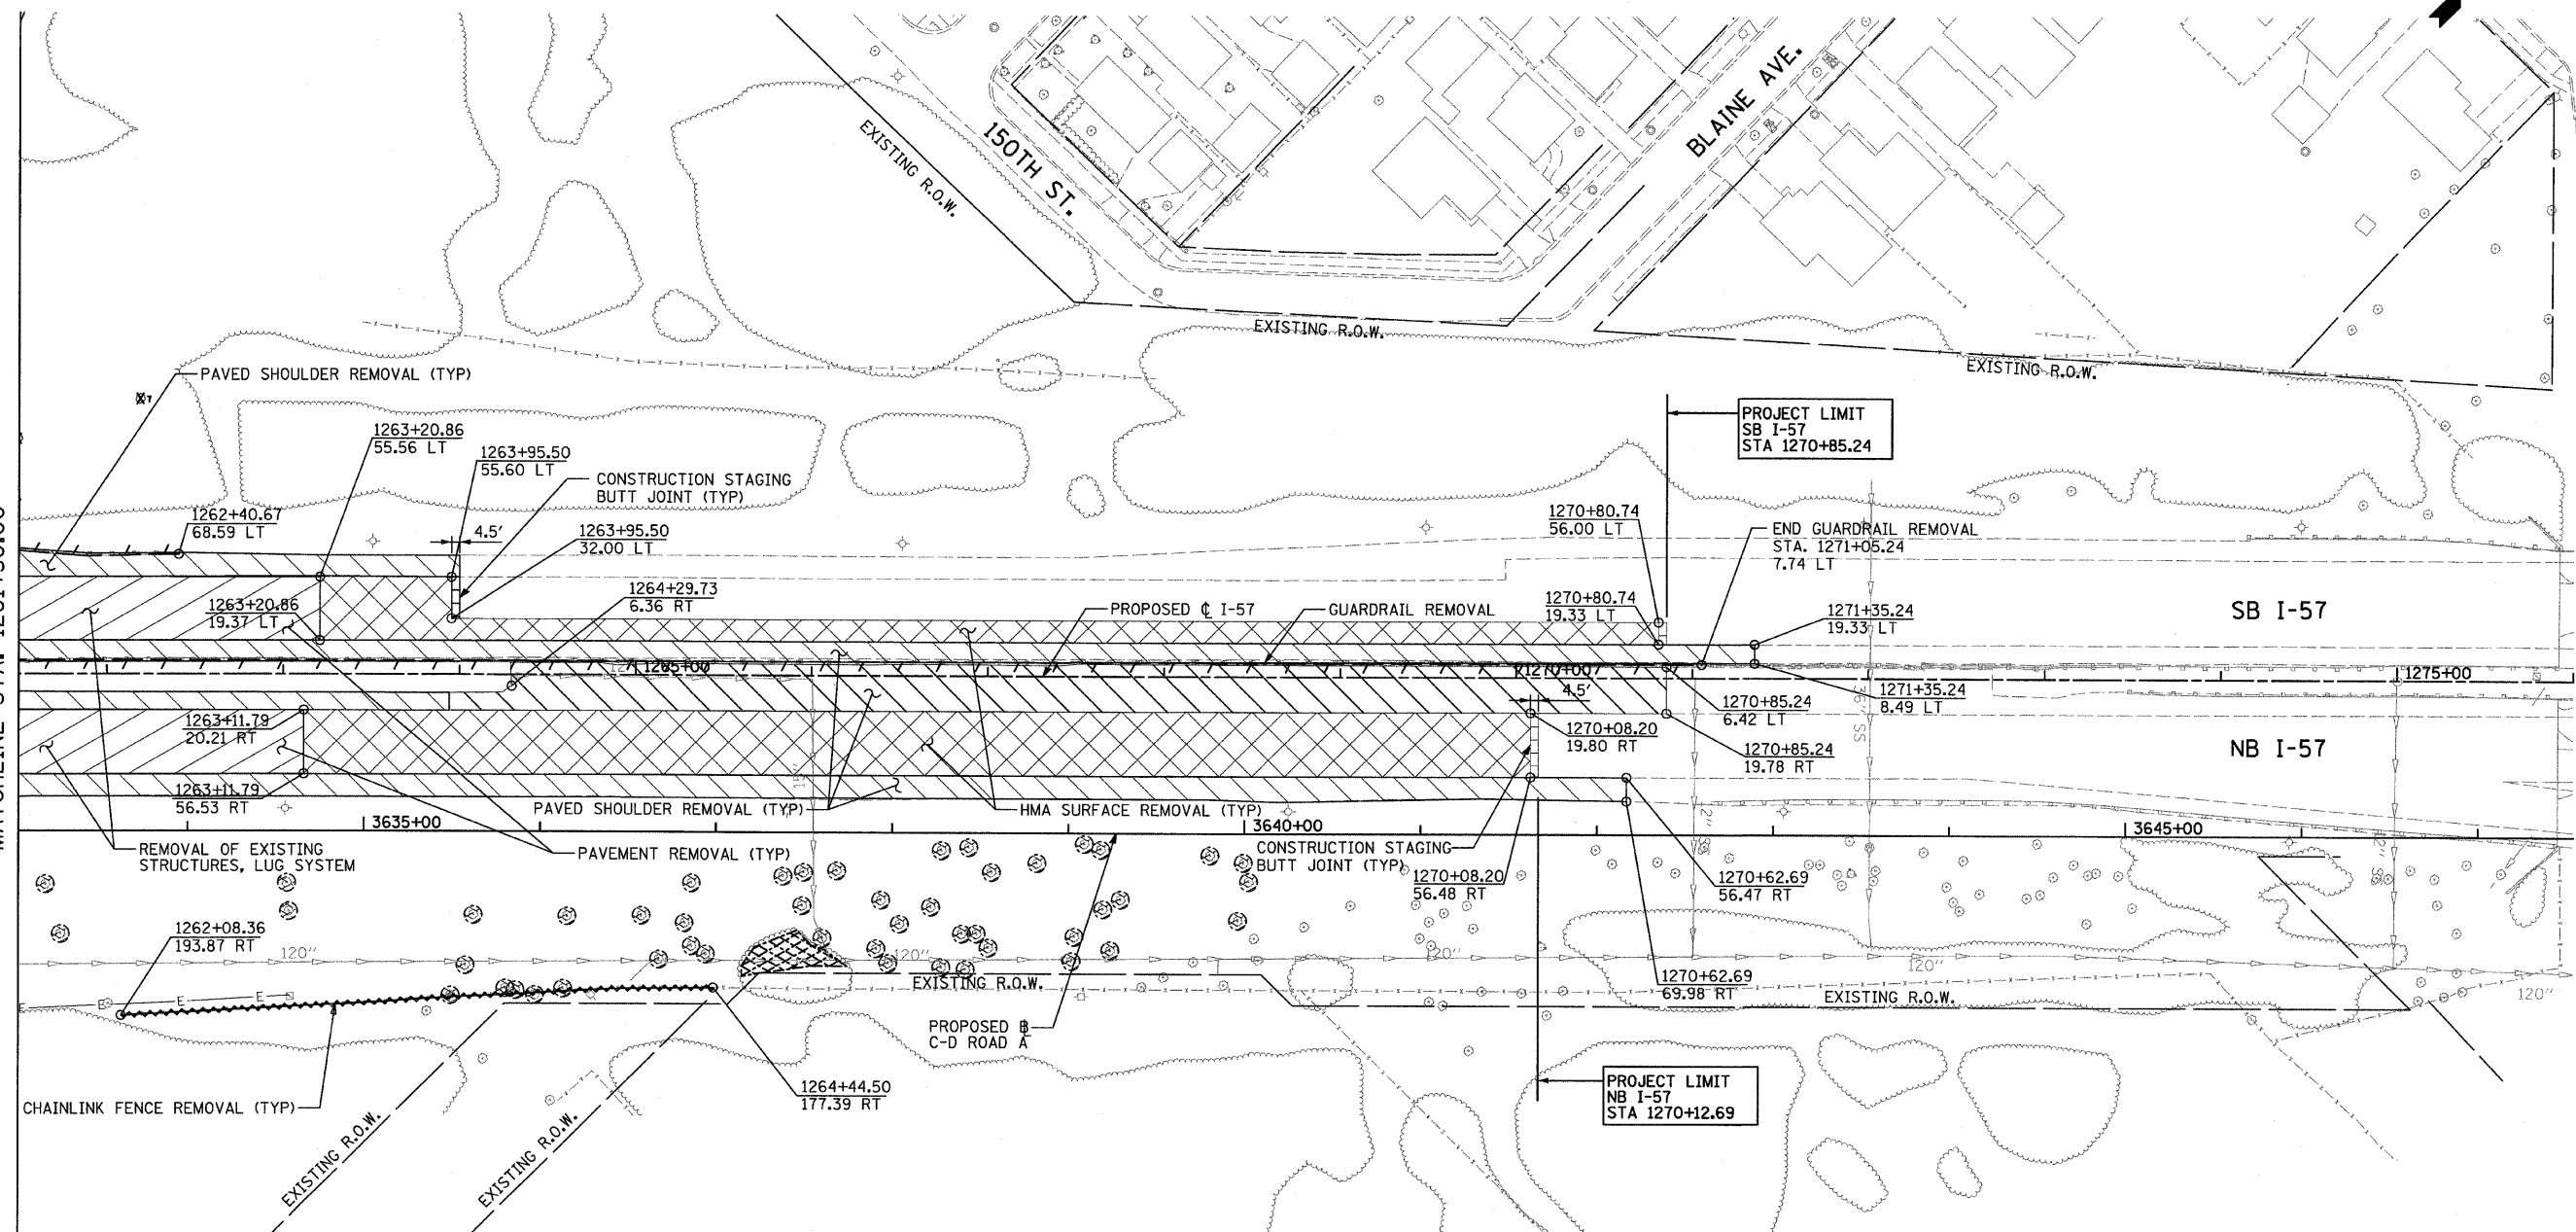 150TH ST.
BLAINE AVE.
EXISTING R.O.W.
EXISTING R.O.W.
EXISTING R.O.W.
PAVED SHOULDER REMOVAL (TYP)
PROJECT LIMIT
SB I-57
STA 1270+85.24
1263+20.86
55.56 LT
1263+95.50
55.60 LT
CONSTRUCTION STAGING
BUTT JOINT (TYP)
1262+40.67
68.59 LT
4.5'
1263+95.50
32.00 LT
1270+80.74
56.00 LT
END GUARDRAIL REMOVAL
STA. 1271+05.24
7.74 LT
1264+29.73
6.36 RT
1263+20.86
19.37 LT
PROPOSED ℄ I-57
GUARDRAIL REMOVAL
1270+80.74
19.33 LT
1271+35.24
19.33 LT
SB I-57
1265+00
1270+00
1275+00
4.5'
1271+35.24
8.49 LT
1270+85.24
6.42 LT
36" SS
1263+11.79
20.21 RT
1270+08.20
19.80 RT
1270+85.24
19.78 RT
NB I-57
15"
1263+11.79
56.53 RT
PAVED SHOULDER REMOVAL (TYP)
HMA SURFACE REMOVAL (TYP)
3635+00
3640+00
3645+00
REMOVAL OF EXISTING
STRUCTURES, LUG SYSTEM
PAVEMENT REMOVAL (TYP)
CONSTRUCTION STAGING
BUTT JOINT (TYP)
1270+08.20
56.48 RT
1270+62.69
56.47 RT
1262+08.36
193.87 RT
120"
120"
120"
120"
120"
E
E
E
EXISTING R.O.W.
1270+62.69
69.98 RT
EXISTING R.O.W.
PROPOSED B
C-D ROAD A
1264+44.50
177.39 RT
PROJECT LIMIT
NB I-57
STA 1270+12.69
CHAINLINK FENCE REMOVAL (TYP)
EXISTING R.O.W.
EXISTING R.O.W.